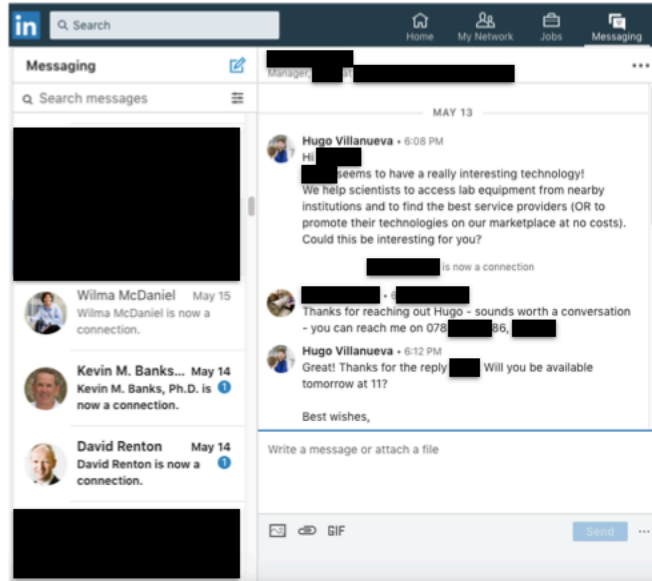 in
Search
Home
My Network
Jobs
Messaging
Messaging
Search messages
Wilma McDaniel May 15
Wilma McDaniel is now a
connection.
Kevin M. Banks... May 14
Kevin M. Banks, Ph.D. is 1
now a connection.
David Renton May 14
David Renton is now a 1
connection.
Manager, at
MAY 13
Hugo Villanueva • 6:08 PM
Hi
seems to have a really interesting technology!
We help scientists to access lab equipment from nearby
institutions and to find the best service providers (OR to
promote their technologies on our marketplace at no costs).
Could this be interesting for you?
is now a connection
• 6
Thanks for reaching out Hugo - sounds worth a conversation
- you can reach me on 078 86,
Hugo Villanueva • 6:12 PM
Great! Thanks for the reply Will you be available
tomorrow at 11?
Best wishes,
Write a message or attach a file
GIF
Send